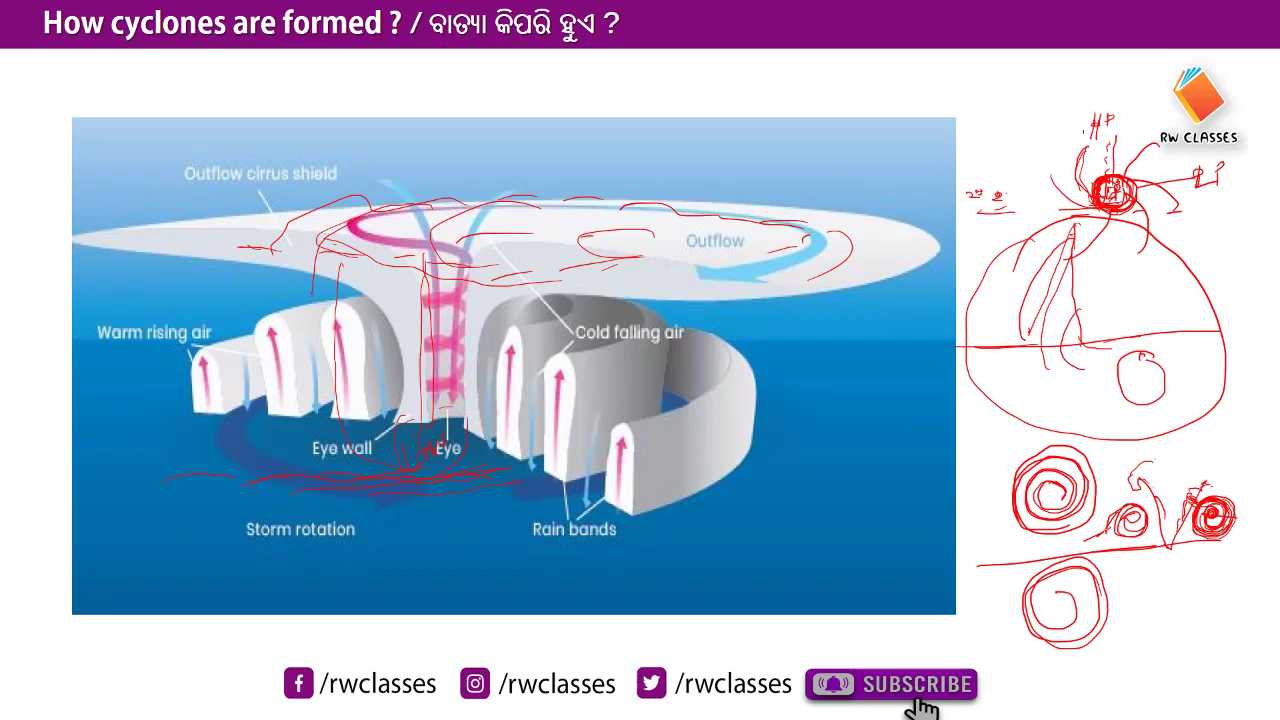 How cyclones are formed ? / ବାତ୍ୟା କିପରି ହୁଏ ?
RW CLASSES
HP
Outflow cirrus shield
Outflow
Warm rising air
Cold falling air
Eye wall
Eye
Storm rotation
Rain bands
/rwclasses
/rwclasses
/rwclasses
SUBSCRIBE